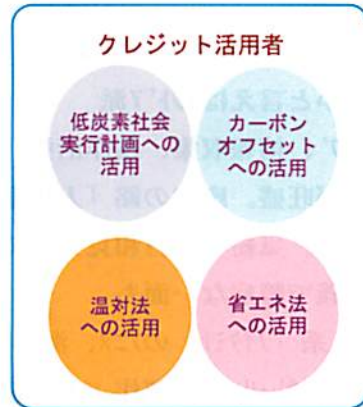 クレジット活用者
低炭素社会
実行計画への
活用
カーボン
オフセット
への活用
温対法
への活用
省エネ法
への活用